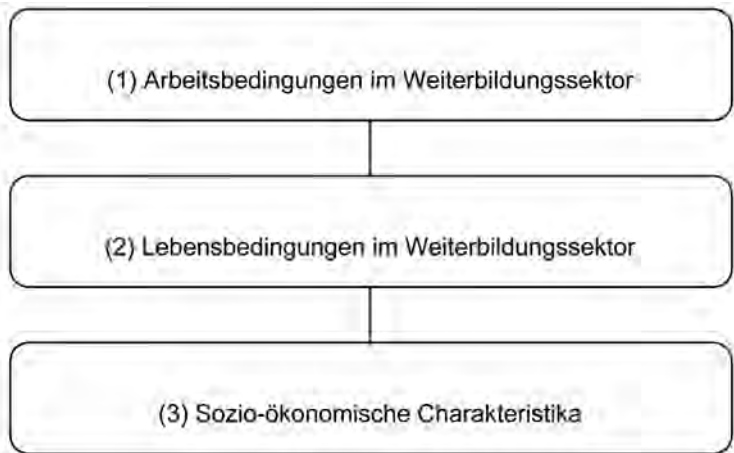 (1) Arbeitsbedingungen im Weiterbildungssektor
(2) Lebensbedingungen im Weiterbildungssektor
(3) Sozio-ökonomische Charakteristika